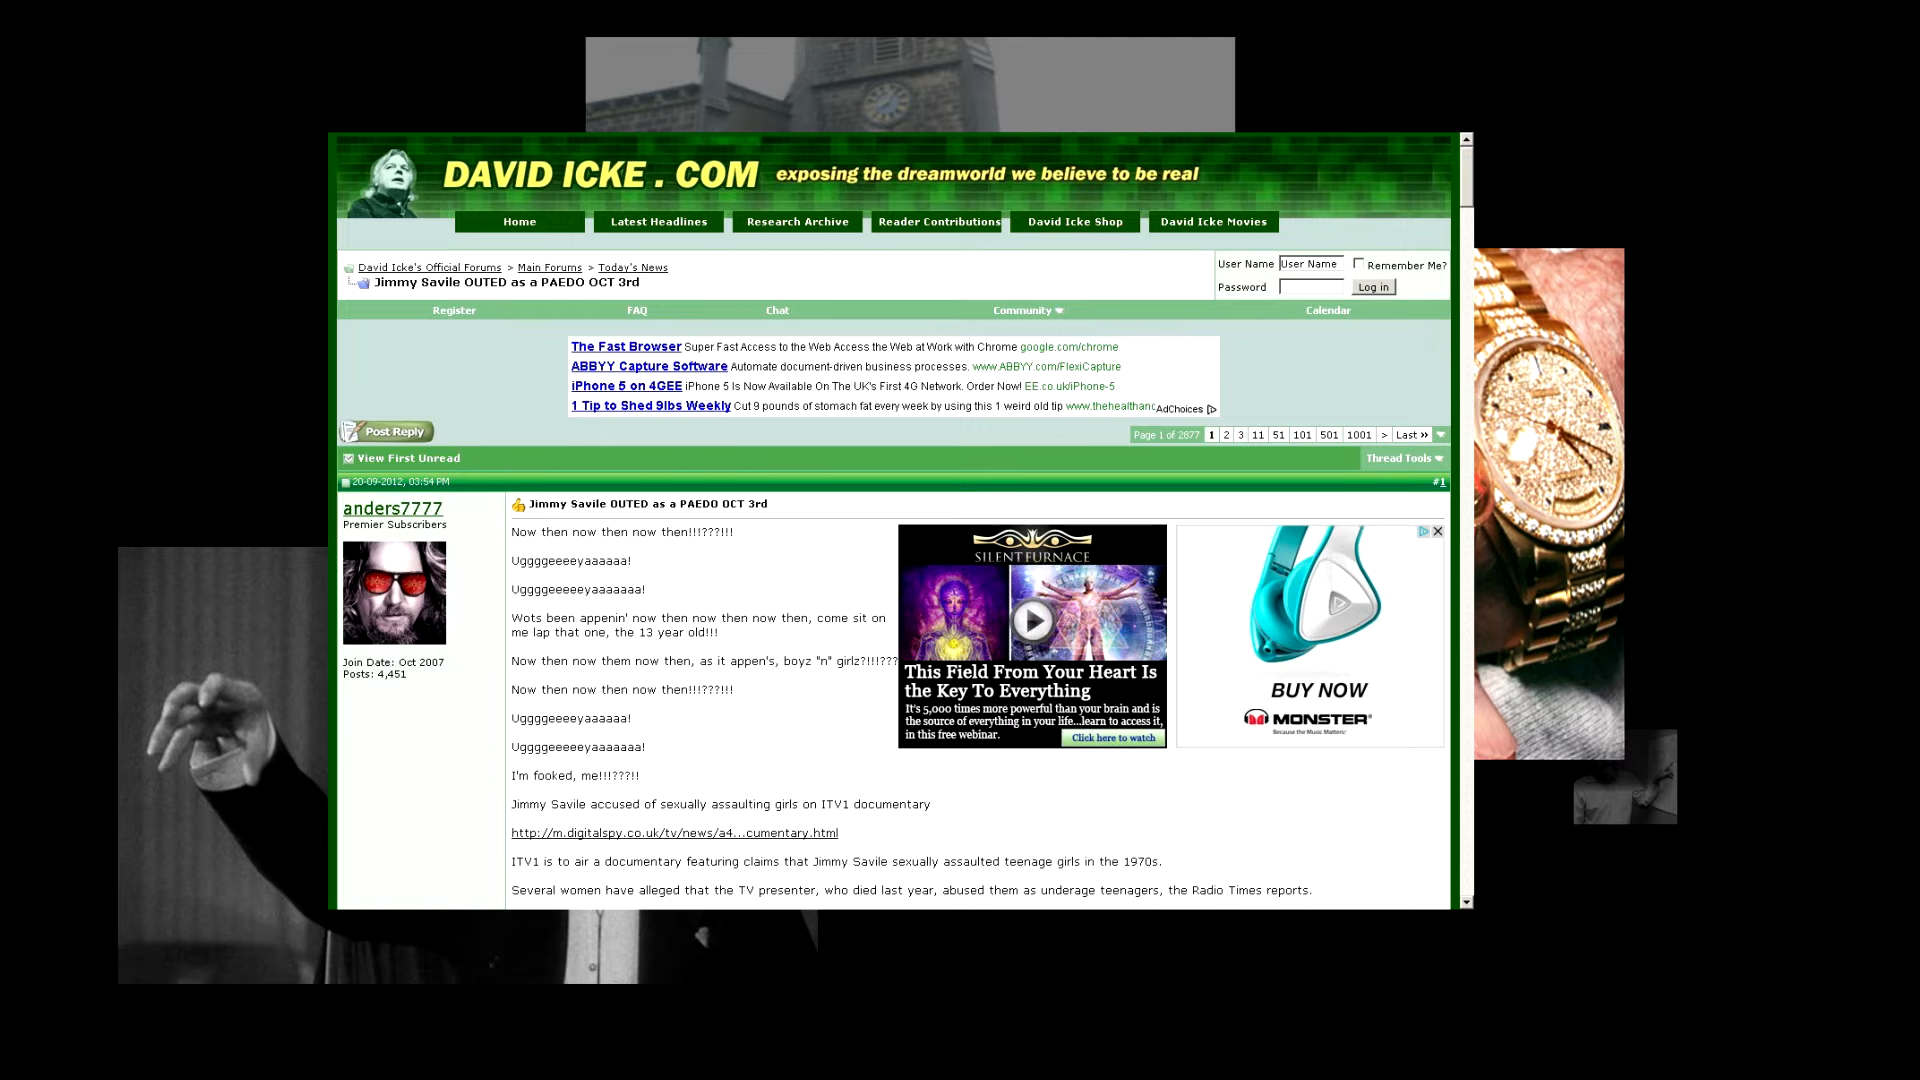 DAVID ICKE . COM exposing the dreamworld we believe to be real
Home Latest Headlines Research Archive Reader Contributions David Icke Shop David Icke Movies
David Icke's Official Forums > Main Forums > Today's News
Jimmy Savile OUTED as a PAEDO OCT 3rd
User Name User Name Remember Me?
Password Log in
Register FAQ Chat Community Calendar
The Fast Browser Super Fast Access to the Web Access the Web at Work with Chrome google.com/chrome
ABBYY Capture Software Automate document-driven business processes. www.ABBYY.com/FlexiCapture
iPhone 5 on 4GEE iPhone 5 Is Now Available On The UK's First 4G Network. Order Now! EE.co.uk/iPhone-5
1 Tip to Shed 9lbs Weekly Cut 9 pounds of stomach fat every week by using this 1 weird old tip www.thehealthanc
AdChoices
Post Reply
Page 1 of 2877 1 2 3 11 51 101 501 1001 > Last »
View First Unread Thread Tools
20-09-2012, 03:54 PM #1
anders7777
Premier Subscribers
Join Date: Oct 2007
Posts: 4,451
Jimmy Savile OUTED as a PAEDO OCT 3rd
Now then now then now then!!!???!!!
Uggggeeeeyaaaaaa!
Uggggeeeeeyaaaaaaa!
Wots been appenin' now then now then now then, come sit on
me lap that one, the 13 year old!!!
Now then now them now then, as it appen's, boyz "n" girlz?!!!???
Now then now then now then!!!???!!!
Uggggeeeeyaaaaaa!
Uggggeeeeeyaaaaaaa!
I'm fooked, me!!!???!!
Jimmy Savile accused of sexually assaulting girls on ITV1 documentary
http://m.digitalspy.co.uk/tv/news/a4...cumentary.html
ITV1 is to air a documentary featuring claims that Jimmy Savile sexually assaulted teenage girls in the 1970s.
Several women have alleged that the TV presenter, who died last year, abused them as underage teenagers, the Radio Times reports.
SILENT FURNACE
This Field From Your Heart Is
the Key To Everything
It's 5,000 times more powerful than your brain and is
the source of everything in your life...learn to access it,
in this free webinar.
Click here to watch
BUY NOW
MONSTER
Because the Music Matters